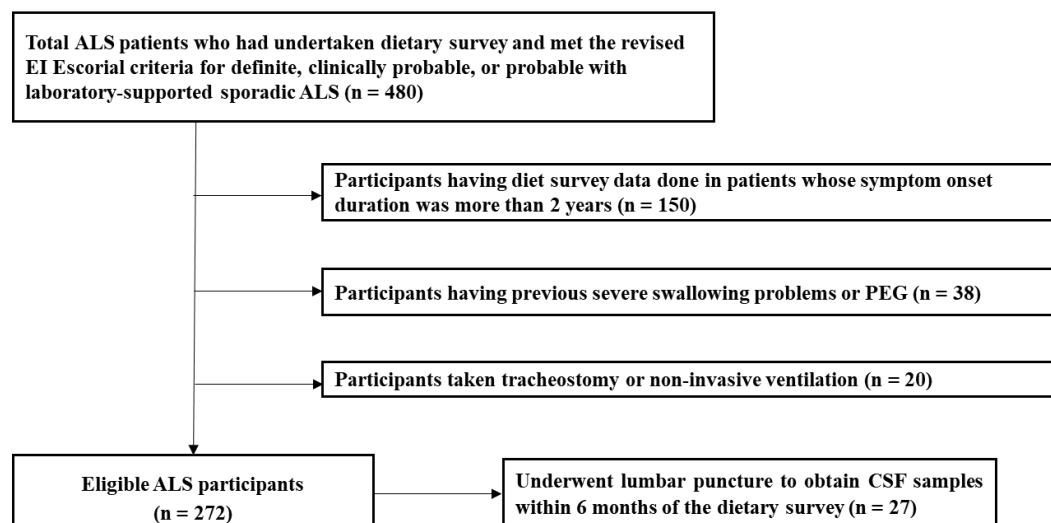 Total ALS patients who had undertaken dietary survey and met the revised
EI Escorial criteria for definite, clinically probable, or probable with
laboratory-supported sporadic ALS (n = 480)
Participants having diet survey data done in patients whose symptom onset
duration was more than 2 years (n = 150)
Participants having previous severe swallowing problems or PEG (n = 38)
Participants taken tracheostomy or non-invasive ventilation (n = 20)
Eligible ALS participants
(n = 272)
Underwent lumbar puncture to obtain CSF samples
within 6 months of the dietary survey (n = 27)